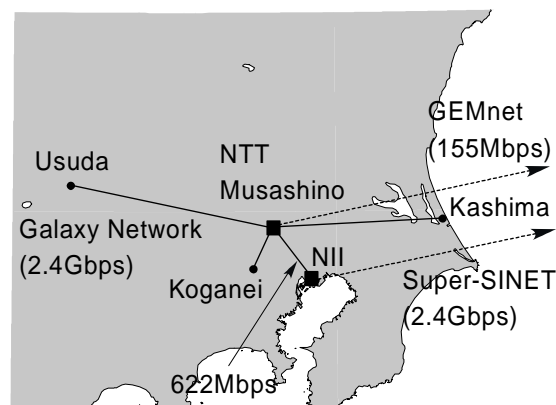 GEMnet
(155Mbps)
NTT
Musashino
Usuda
Kashima
Galaxy Network
(2.4Gbps)
NII
Koganei
Super-SINET
(2.4Gbps)
622Mbps